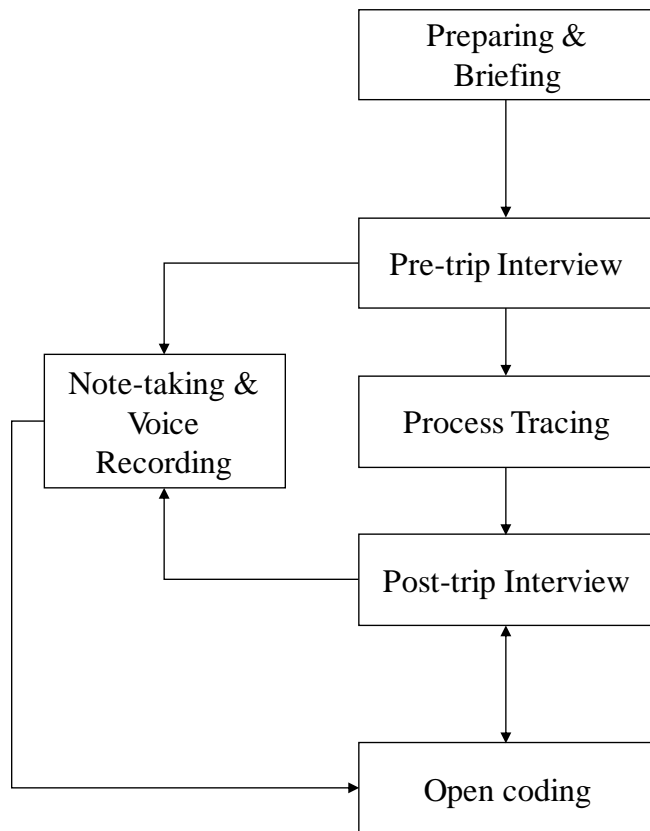 Preparing &
Briefing
Pre-trip Interview
Note-taking &
Voice
Recording
Process Tracing
Post-trip Interview
Open coding